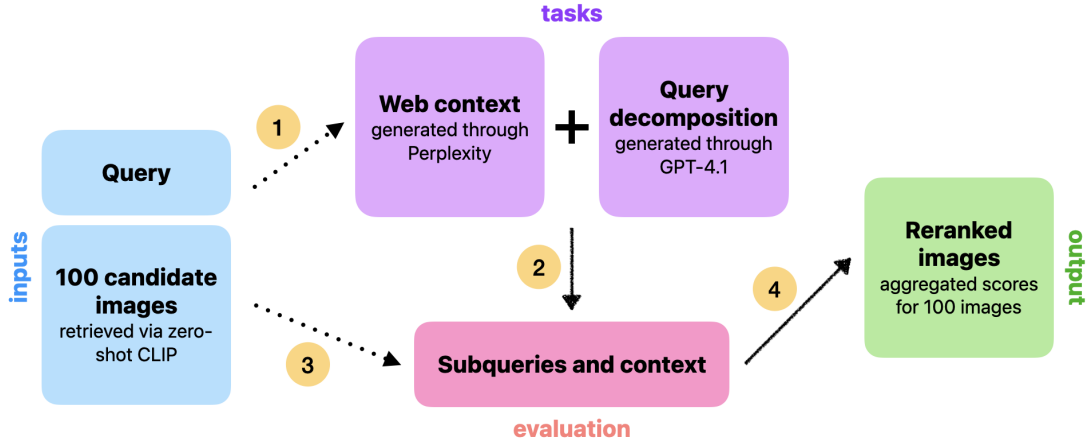 tasks
Web context
generated through
Perplexity
+
Query
decomposition
generated through
GPT-4.1
1
Query
inputs
100 candidate
images
retrieved via zero-
shot CLIP
2
3
Subqueries and context
evaluation
4
Reranked
images
aggregated scores
for 100 images
output